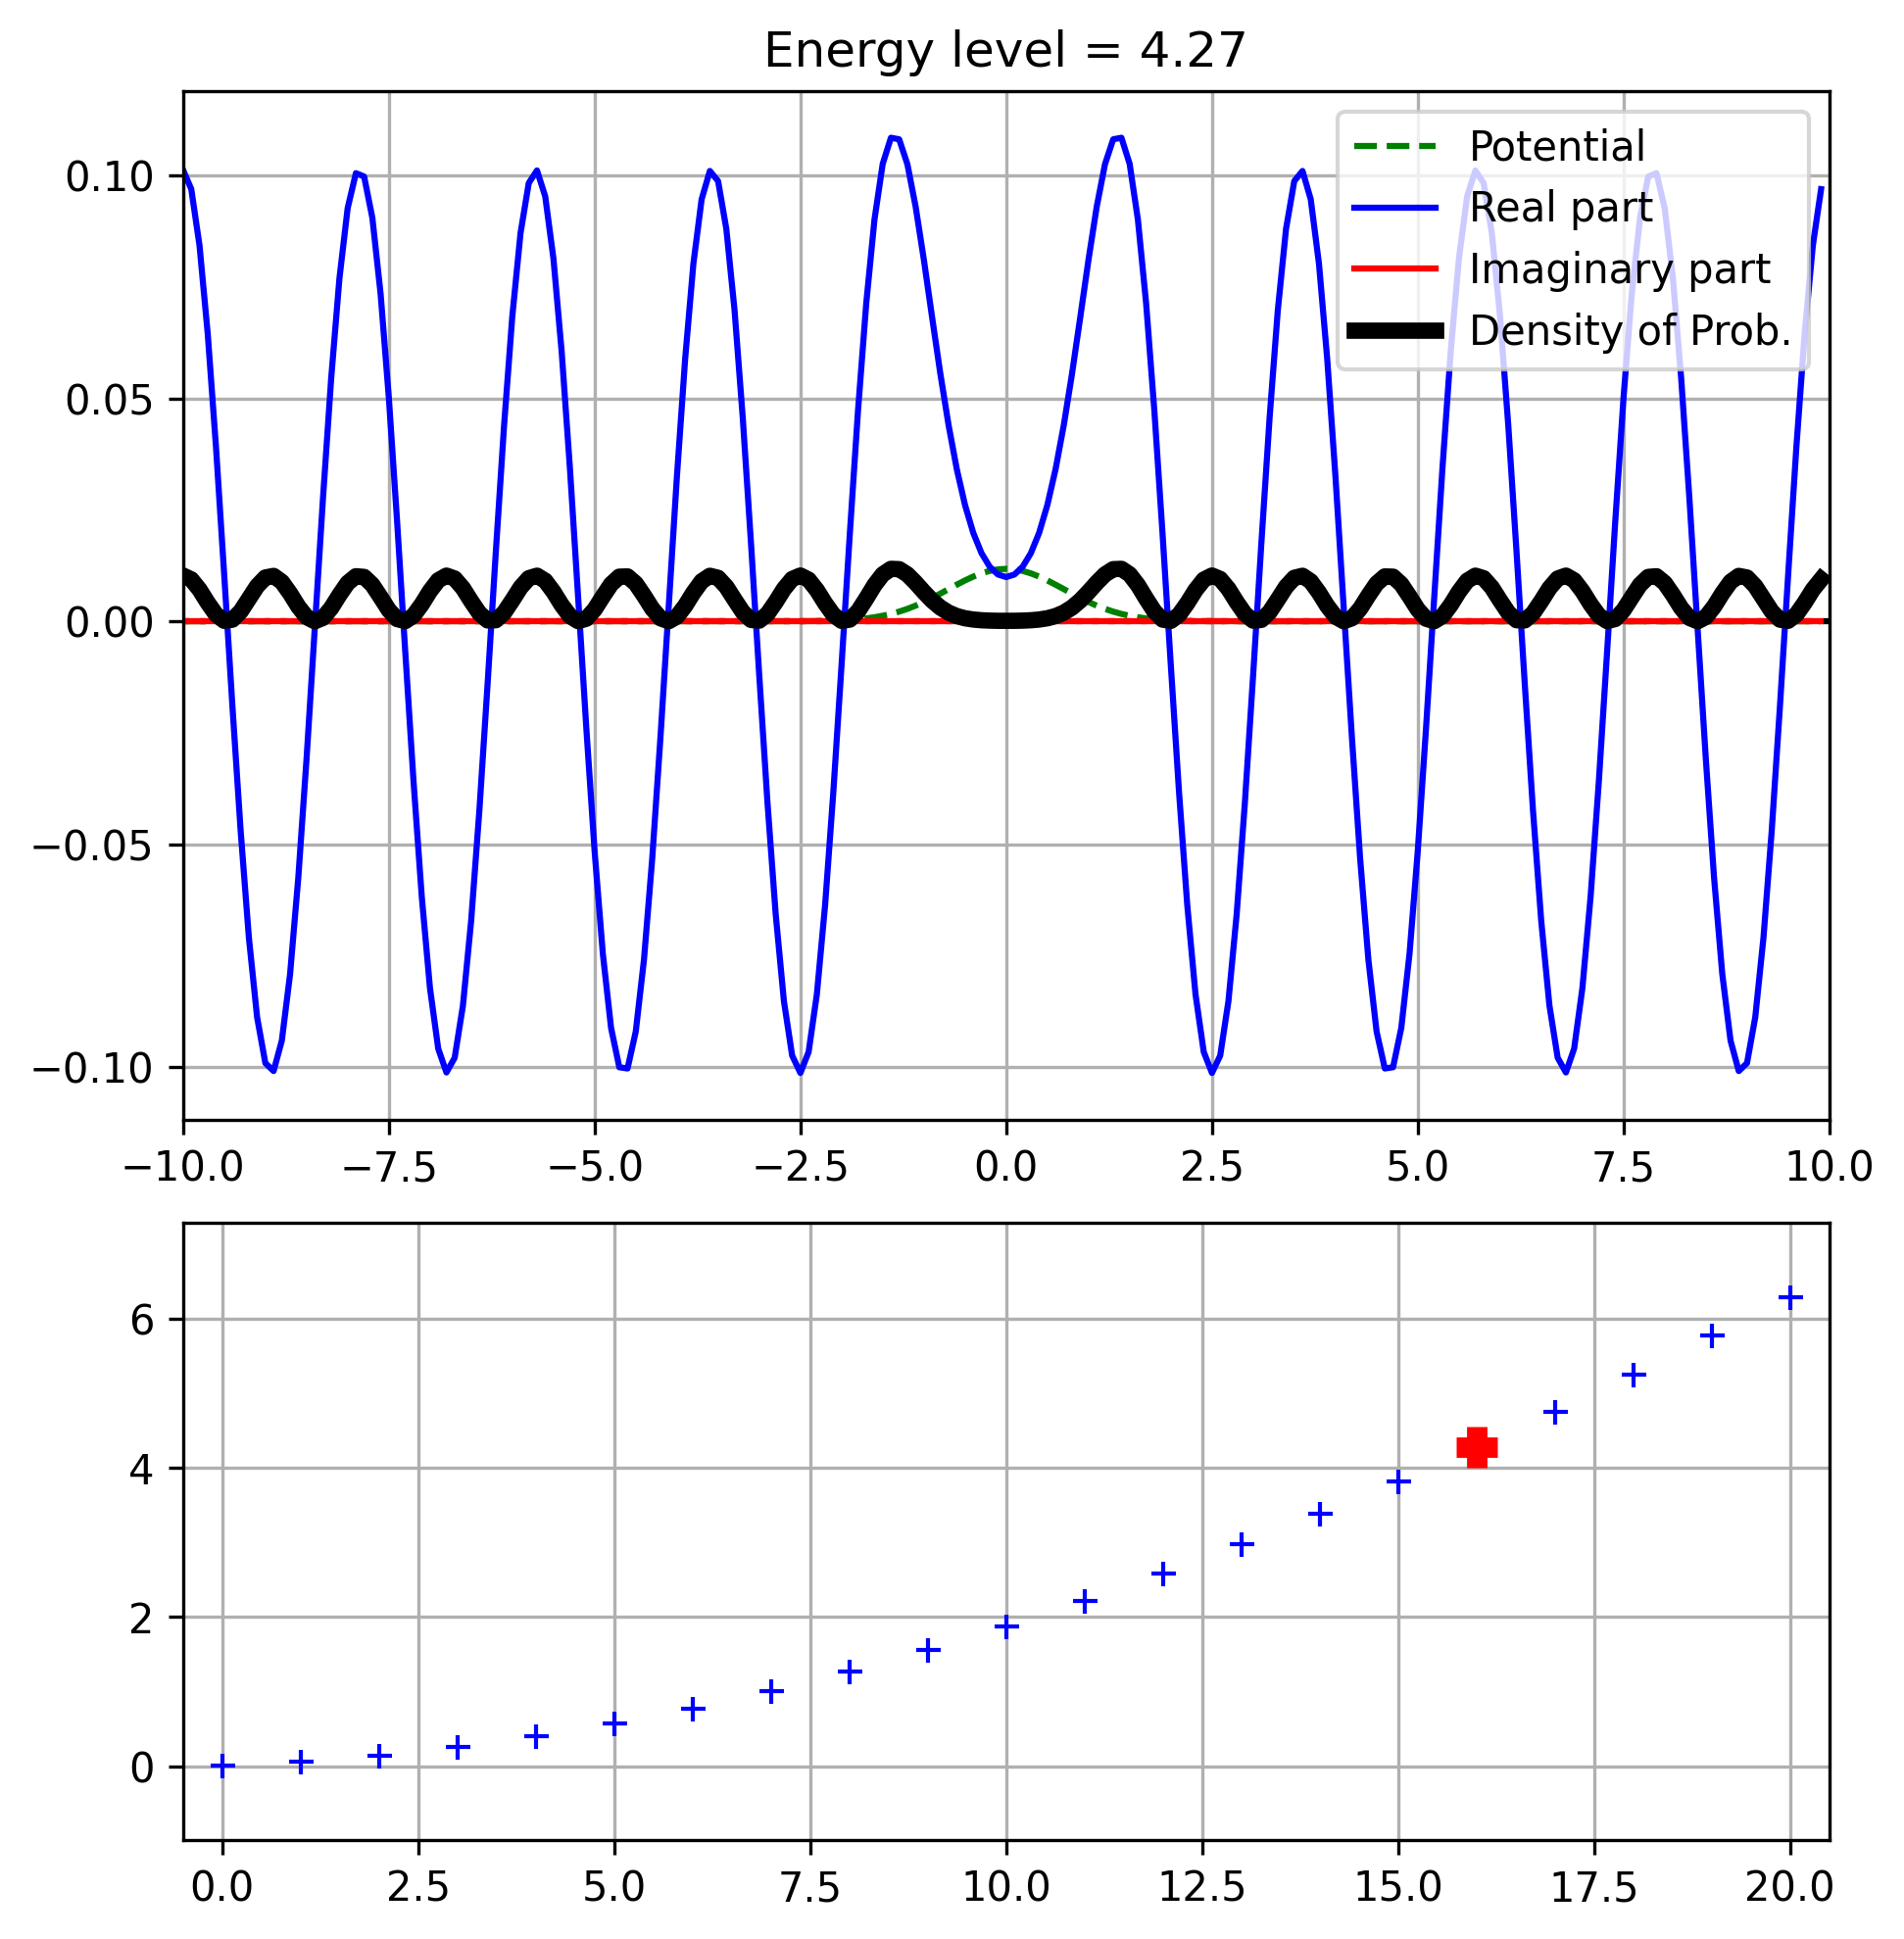 Energy level = 4.27
Potential
Real part
Imaginary part
Density of Prob.
0.10
0.05
0.00
−0.05
−0.10
−10.0 −7.5 −5.0 −2.5 0.0 2.5 5.0 7.5 10.0
6
4
2
0
0.0 2.5 5.0 7.5 10.0 12.5 15.0 17.5 20.0